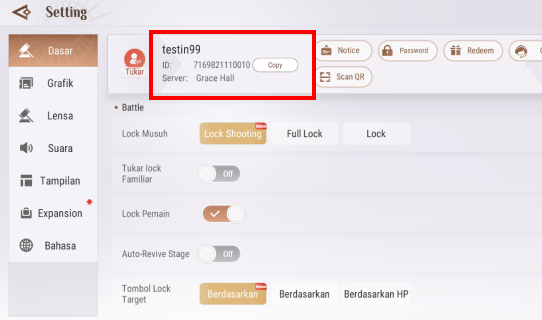 Setting
Dasar
Grafik
Lensa
Suara
Tampilan
Expansion
Bahasa
Tukar
testin99
ID: 7169821110010 Copy
Server: Grace Hall
Notice
Password
Redeem
Scan QR
Battle
Lock Musuh Lock Shooting Full Lock Lock
Tukar lock
Familiar
Off
Lock Pemain
Auto-Revive Stage Off
Tombol Lock
Target
Berdasarkan Berdasarkan Berdasarkan HP